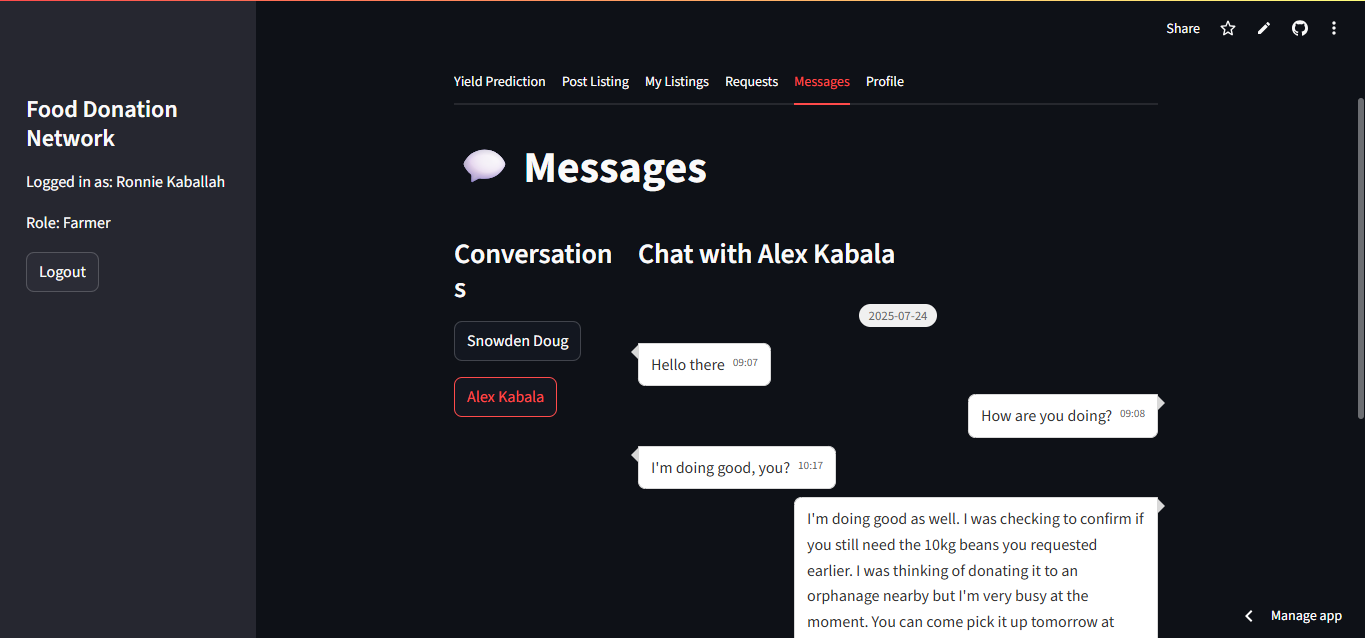 Share
Food Donation
Network
Logged in as: Ronnie Kaballah
Role: Farmer
Logout
Yield Prediction
Post Listing
My Listings
Requests
Messages
Profile
Messages
Conversation
s
Snowden Doug
Alex Kabala
Chat with Alex Kabala
2025-07-24
Hello there 09:07
How are you doing? 09:08
I'm doing good, you? 10:17
I'm doing good as well. I was checking to confirm if
you still need the 10kg beans you requested
earlier. I was thinking of donating it to an
orphanage nearby but I'm very busy at the
moment. You can come pick it up tomorrow at
Manage app